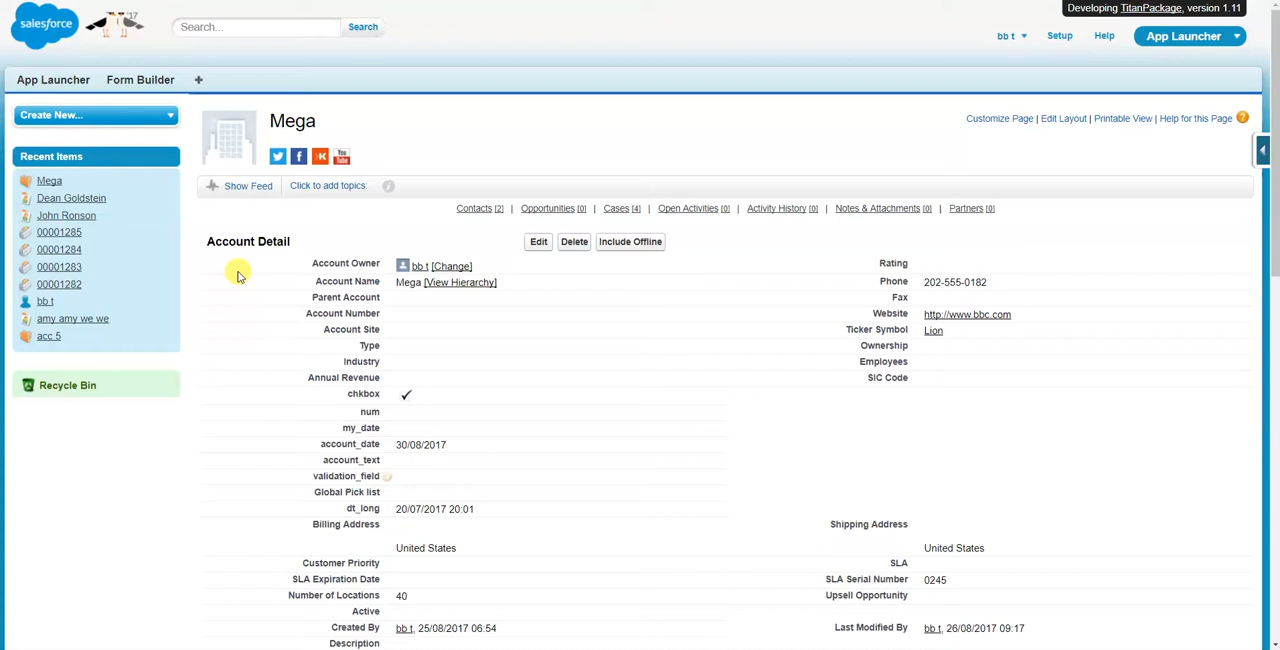 Developing TitanPackage, version 1.11
salesforce
'17
Search...
Search
bb t
Setup
Help
App Launcher
App Launcher
Form Builder
+
Create New...
Recent Items
Mega
Dean Goldstein
John Ronson
00001285
00001284
00001283
00001282
bb t
amy amy we we
acc 5
Recycle Bin
Mega
Customize Page | Edit Layout | Printable View | Help for this Page ?
You Tube
Show Feed
Click to add topics:
Contacts [2] | Opportunities [0] | Cases [4] | Open Activities [0] | Activity History [0] | Notes & Attachments [0] | Partners [0]
Account Detail
Edit
Delete
Include Offline
Account Owner bb t [Change]
Rating
Account Name Mega [View Hierarchy]
Phone 202-555-0182
Parent Account
Fax
Account Number
Website http://www.bbc.com
Account Site
Ticker Symbol Lion
Type
Ownership
Industry
Employees
Annual Revenue
SIC Code
chkbox
num
my_date
account_date 30/08/2017
account_text
validation_field
Global Pick list
dt_long 20/07/2017 20:01
Billing Address
Shipping Address
United States
United States
Customer Priority
SLA
SLA Expiration Date
SLA Serial Number 0245
Number of Locations 40
Upsell Opportunity
Active
Created By bb t, 25/08/2017 06:54
Last Modified By bb t, 26/08/2017 09:17
Description